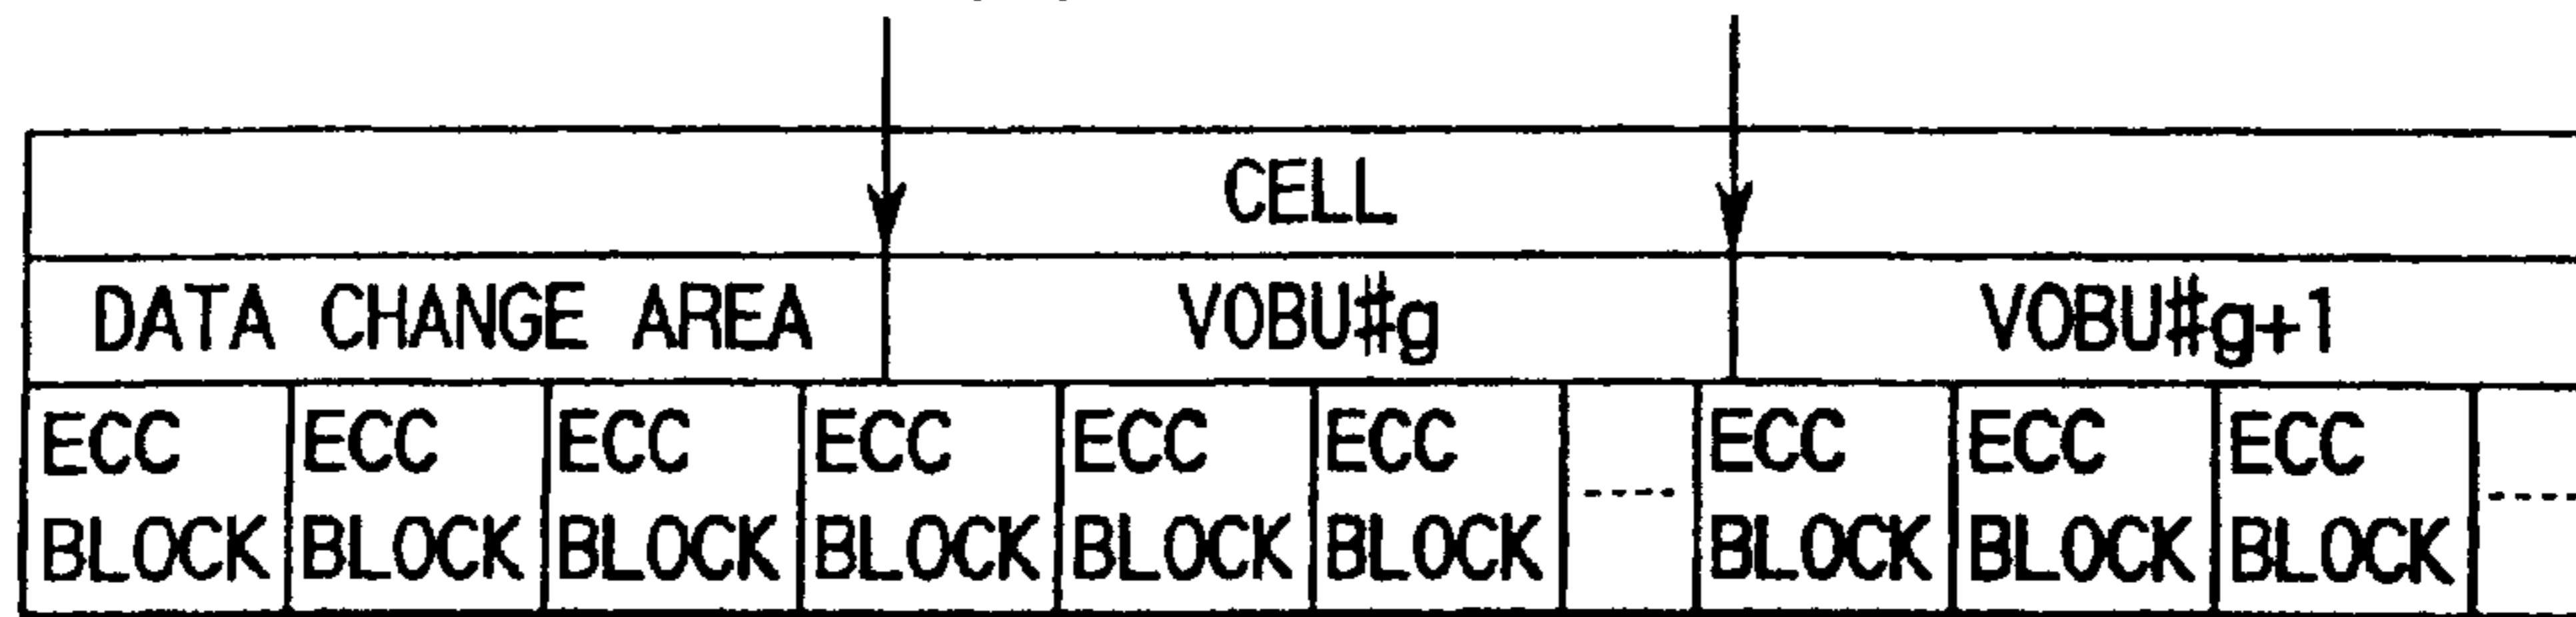 CELL
DATA CHANGE AREA VOBU#g VOBU#g+1
ECC ECC ECC ECC ECC ECC ECC ECC ECC
BLOCK BLOCK BLOCK BLOCK BLOCK BLOCK ---- BLOCK BLOCK BLOCK ----